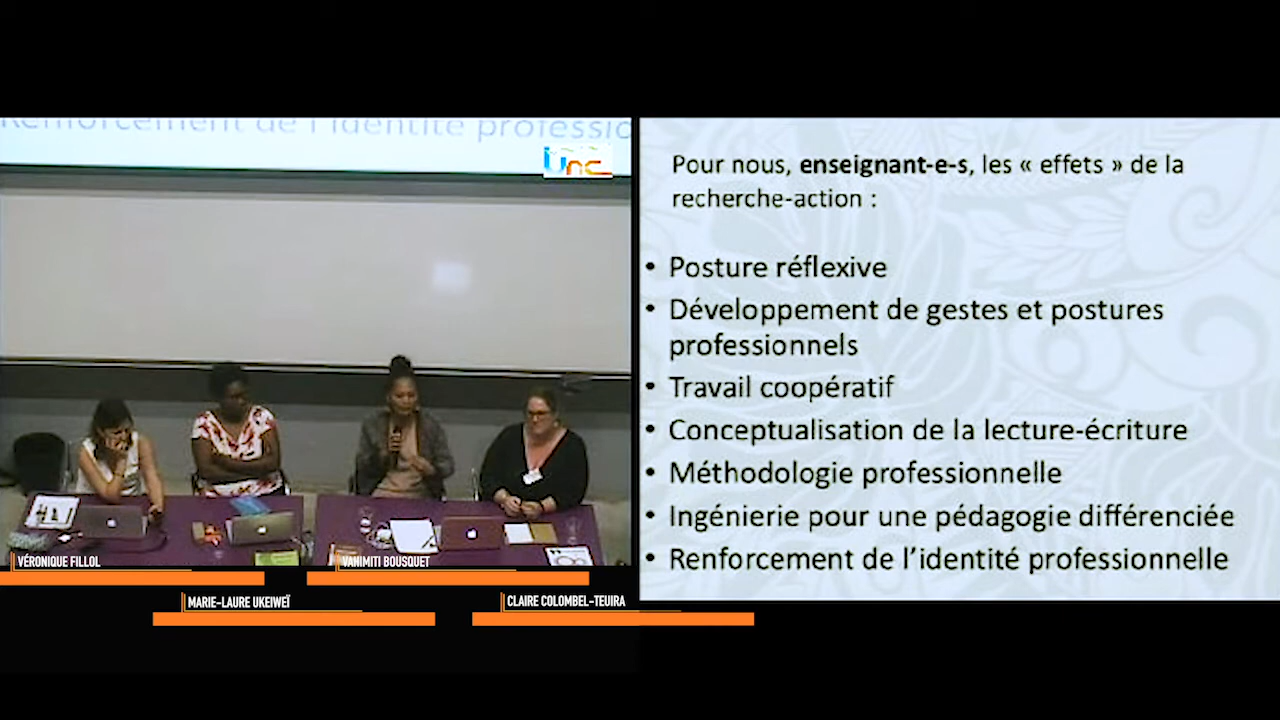 Renforcement de l'identité professio
Unc
Pour nous, enseignant-e-s, les « effets » de la
recherche-action :
• Posture réflexive
• Développement de gestes et postures
professionnels
• Travail coopératif
• Conceptualisation de la lecture-écriture
• Méthodologie professionnelle
• Ingénierie pour une pédagogie différenciée
• Renforcement de l'identité professionnelle
VÉRONIQUE FILLOL
VANIMITI BOUSQUET
MARIE-LAURE UKEIWEÏ
CLAIRE COLOMBEL-TEUIRA